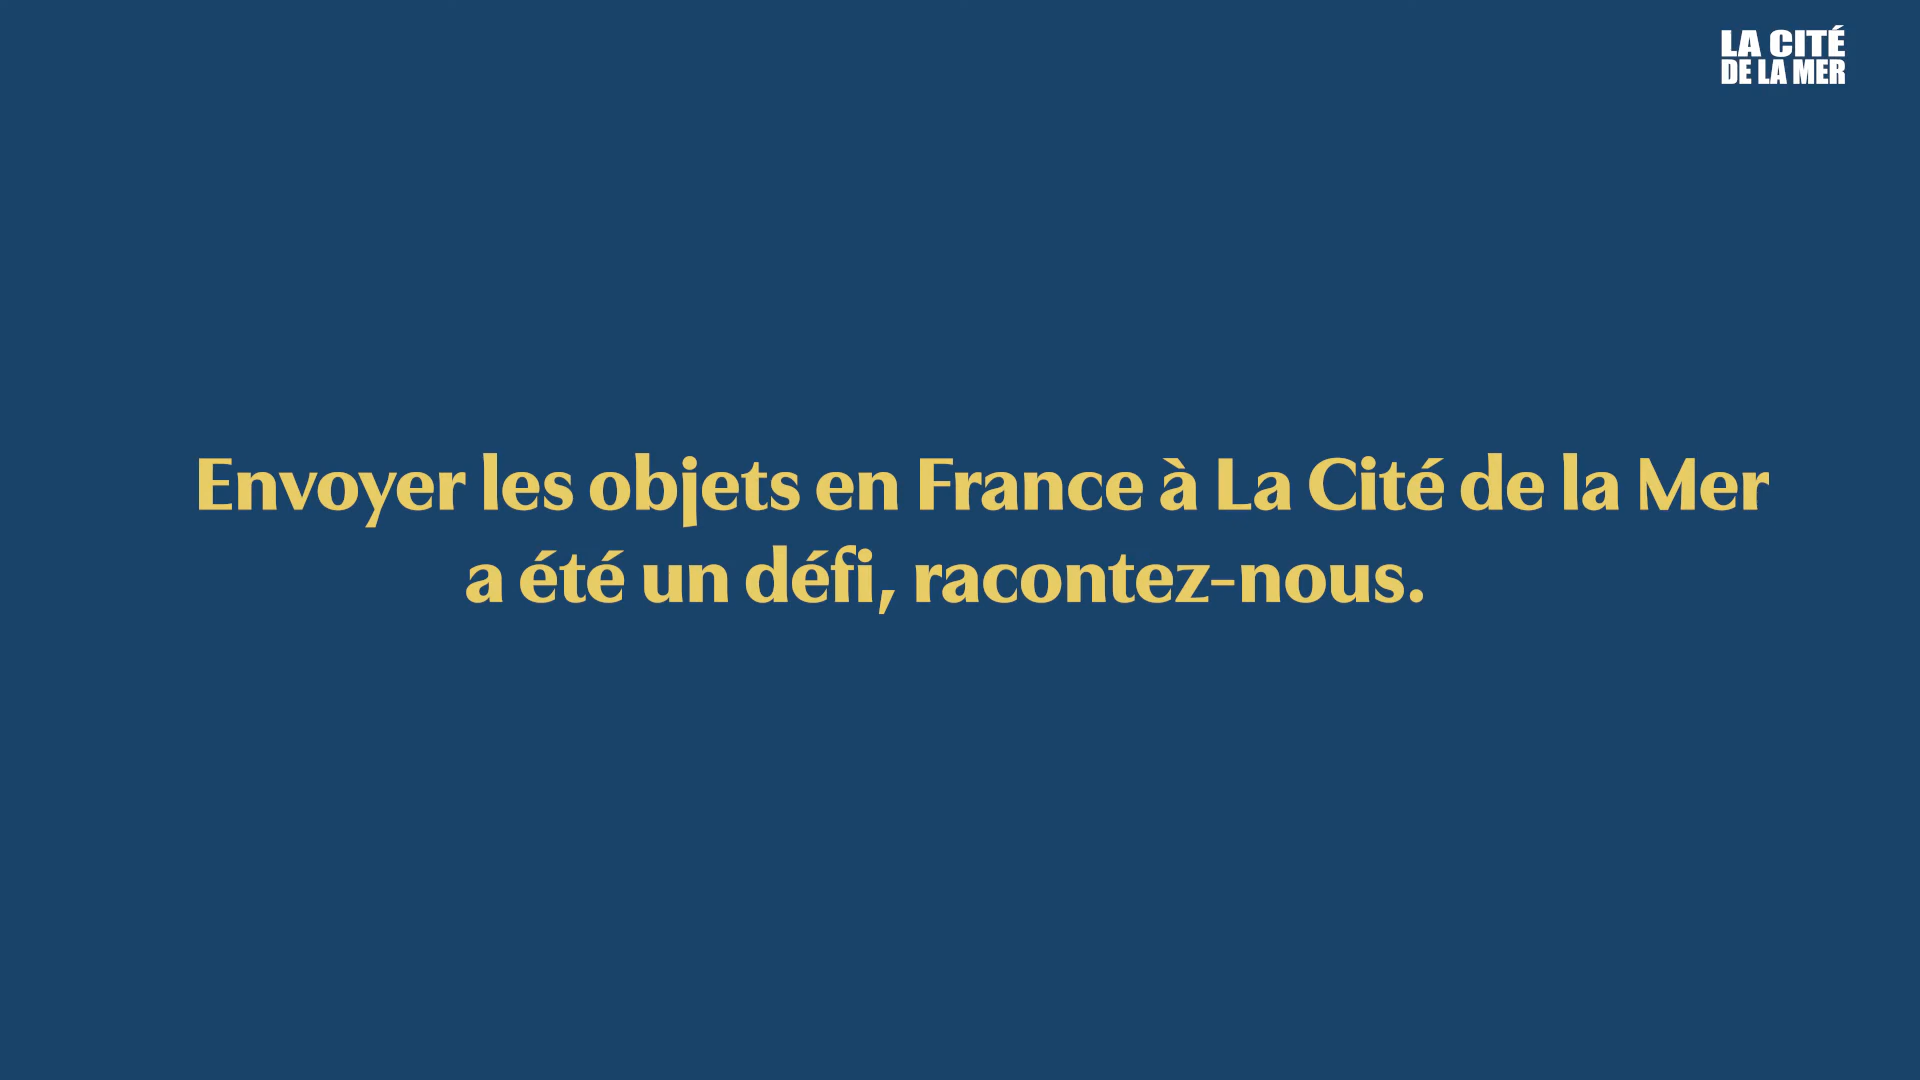 LA CITÉ
DE LA MER
Envoyer les objets en France à La Cité de la Mer
a été un défi, racontez-nous.